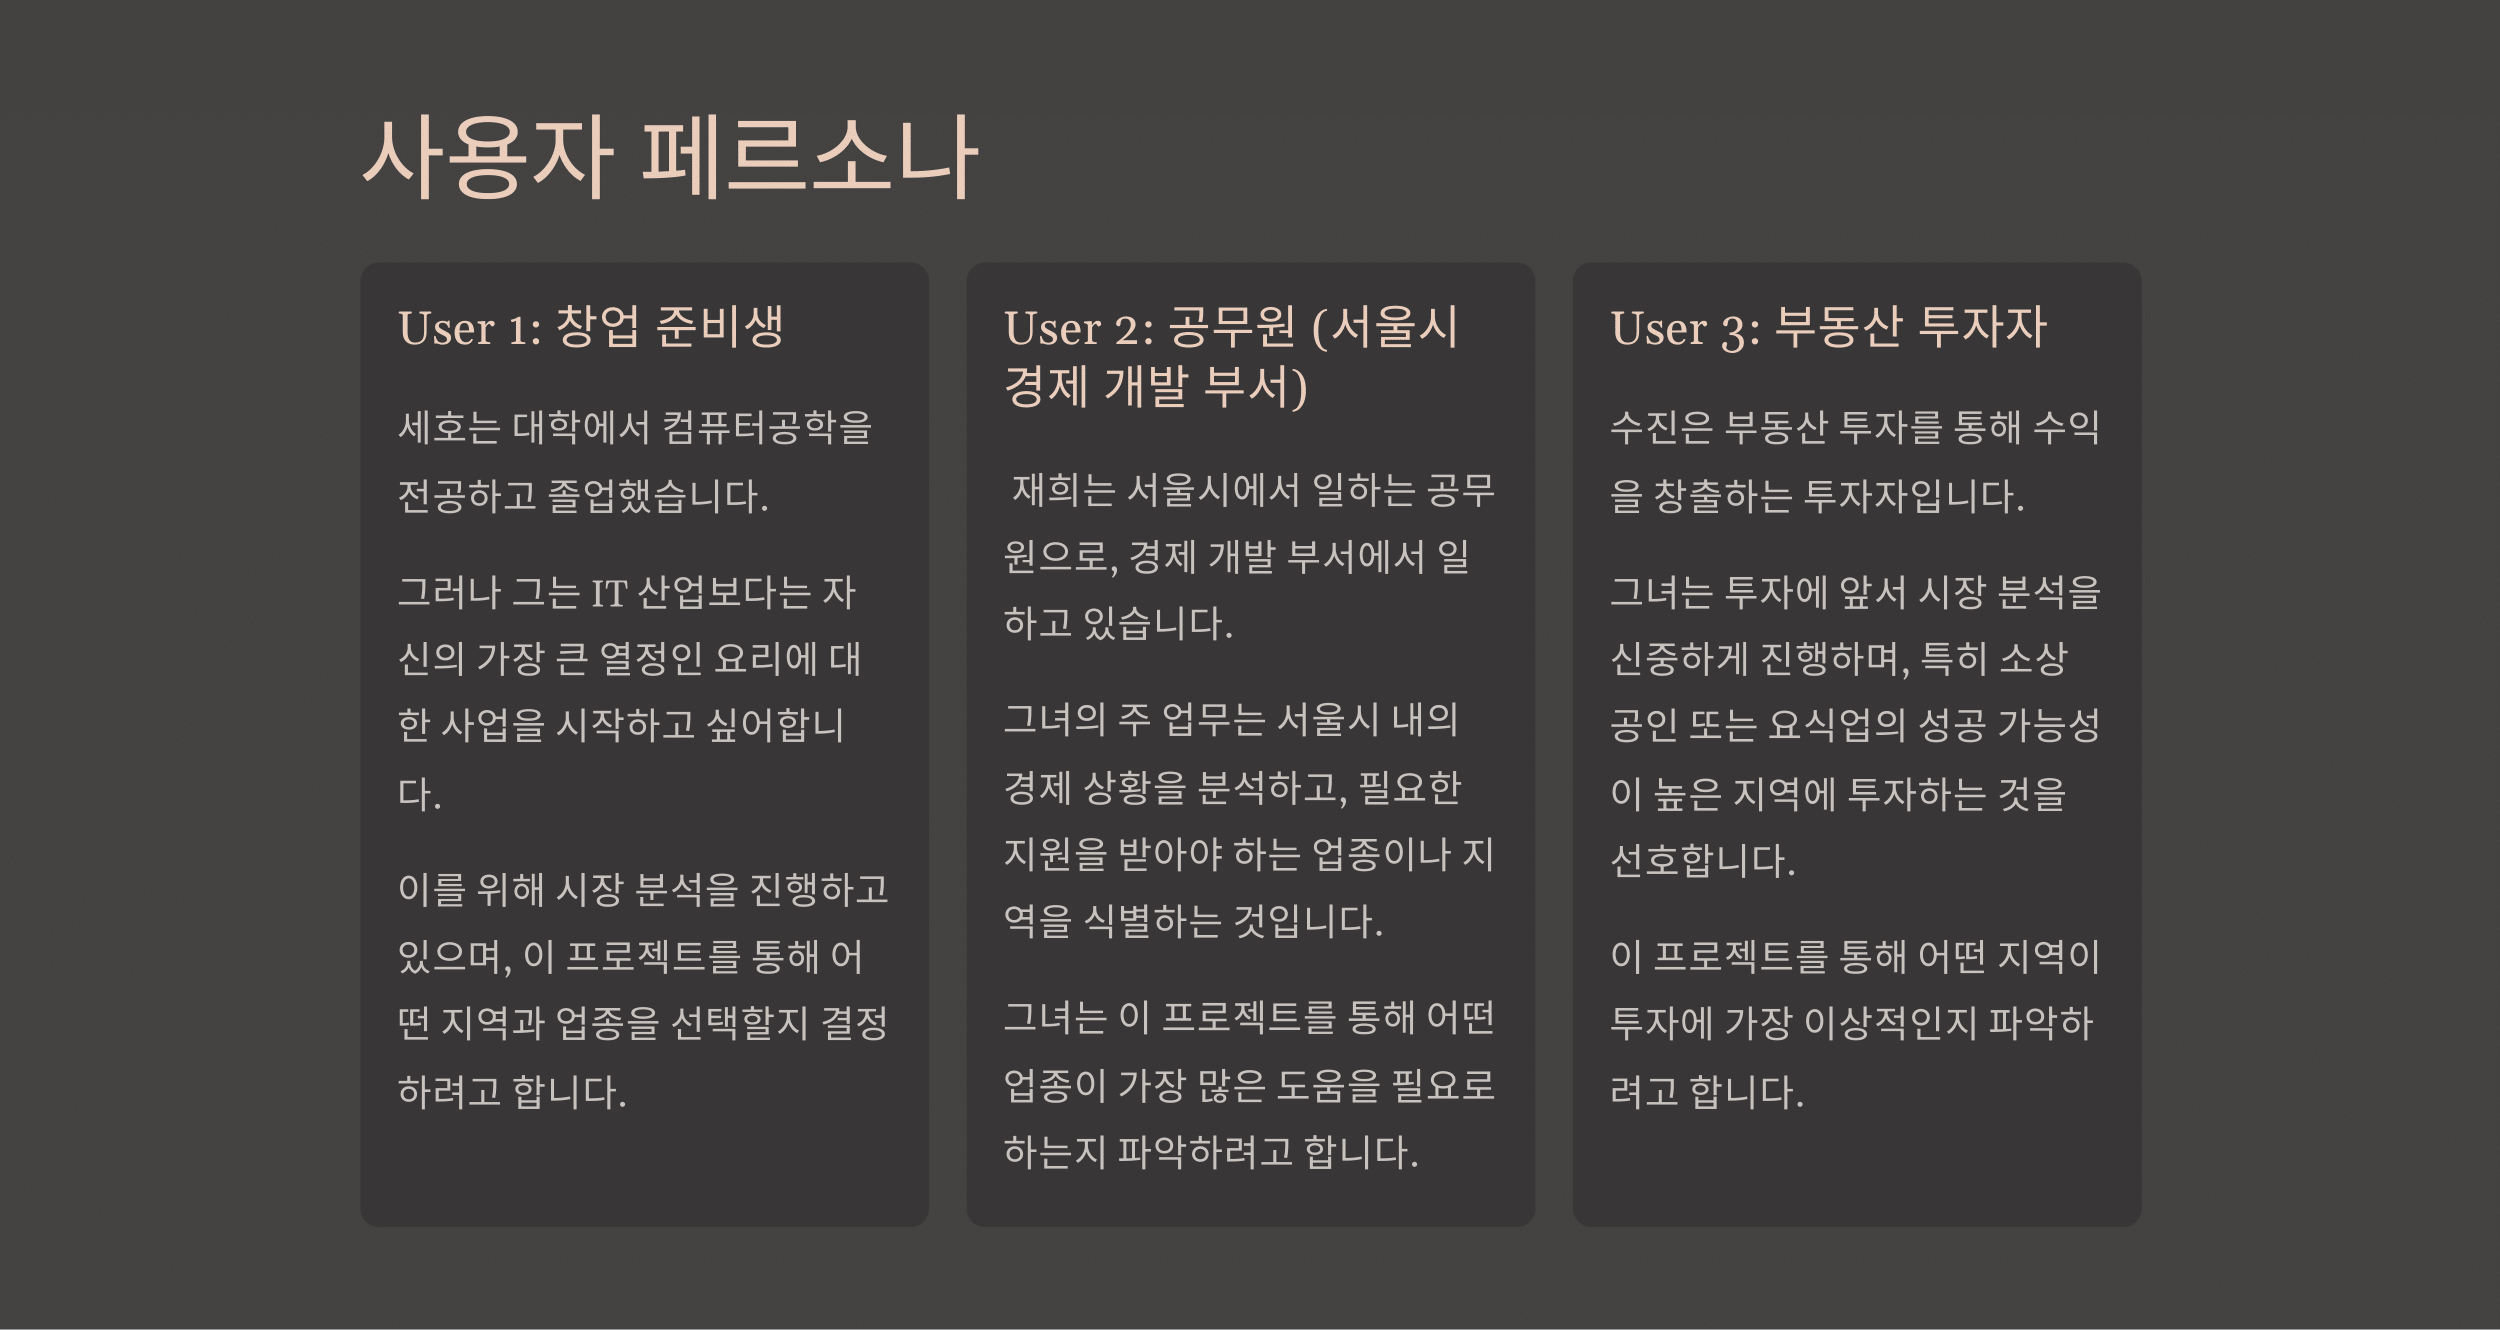 사용자 페르소나
User 1: 창업 준비생
세호는 대학에서 컴퓨터공학을
전공하고 졸업했습니다.
그러나 그는 IT 산업보다는 자
신의 가장 큰 열정인 요리에 대
한 사업을 시작하고 싶어합니
다.
이를 위해 시장 분석을 진행하고
있으며, 이 프로젝트를 통해 어
떤 지역과 업종을 선택할지 결정
하려고 합니다.
User 2: 공무원 (서울시
경제 개발 부서)
재희는 서울시에서 일하는 공무
원으로, 경제 개발 부서에서 일
하고 있습니다.
그녀의 주 업무는 서울시 내의
경제 상황을 분석하고, 필요한
지원을 받아야 하는 업종이나 지
역을 식별하는 것입니다.
그녀는 이 프로젝트를 통해 어떤
업종이 가장 많은 도움을 필요로
하는지 파악하려고 합니다.
User 3: 부동산 투자자
수지는 부동산 투자를 통해 수익
을 창출하는 투자자입니다.
그녀는 투자에 앞서 시장 분석을
신중하게 진행하며, 특히 소상
공인 또는 요식업의 성공 가능성
이 높은 지역에 투자하는 것을
선호합니다.
이 프로젝트를 통해 어떤 지역이
투자에 가장 이상적인지 파악하
려고 합니다.